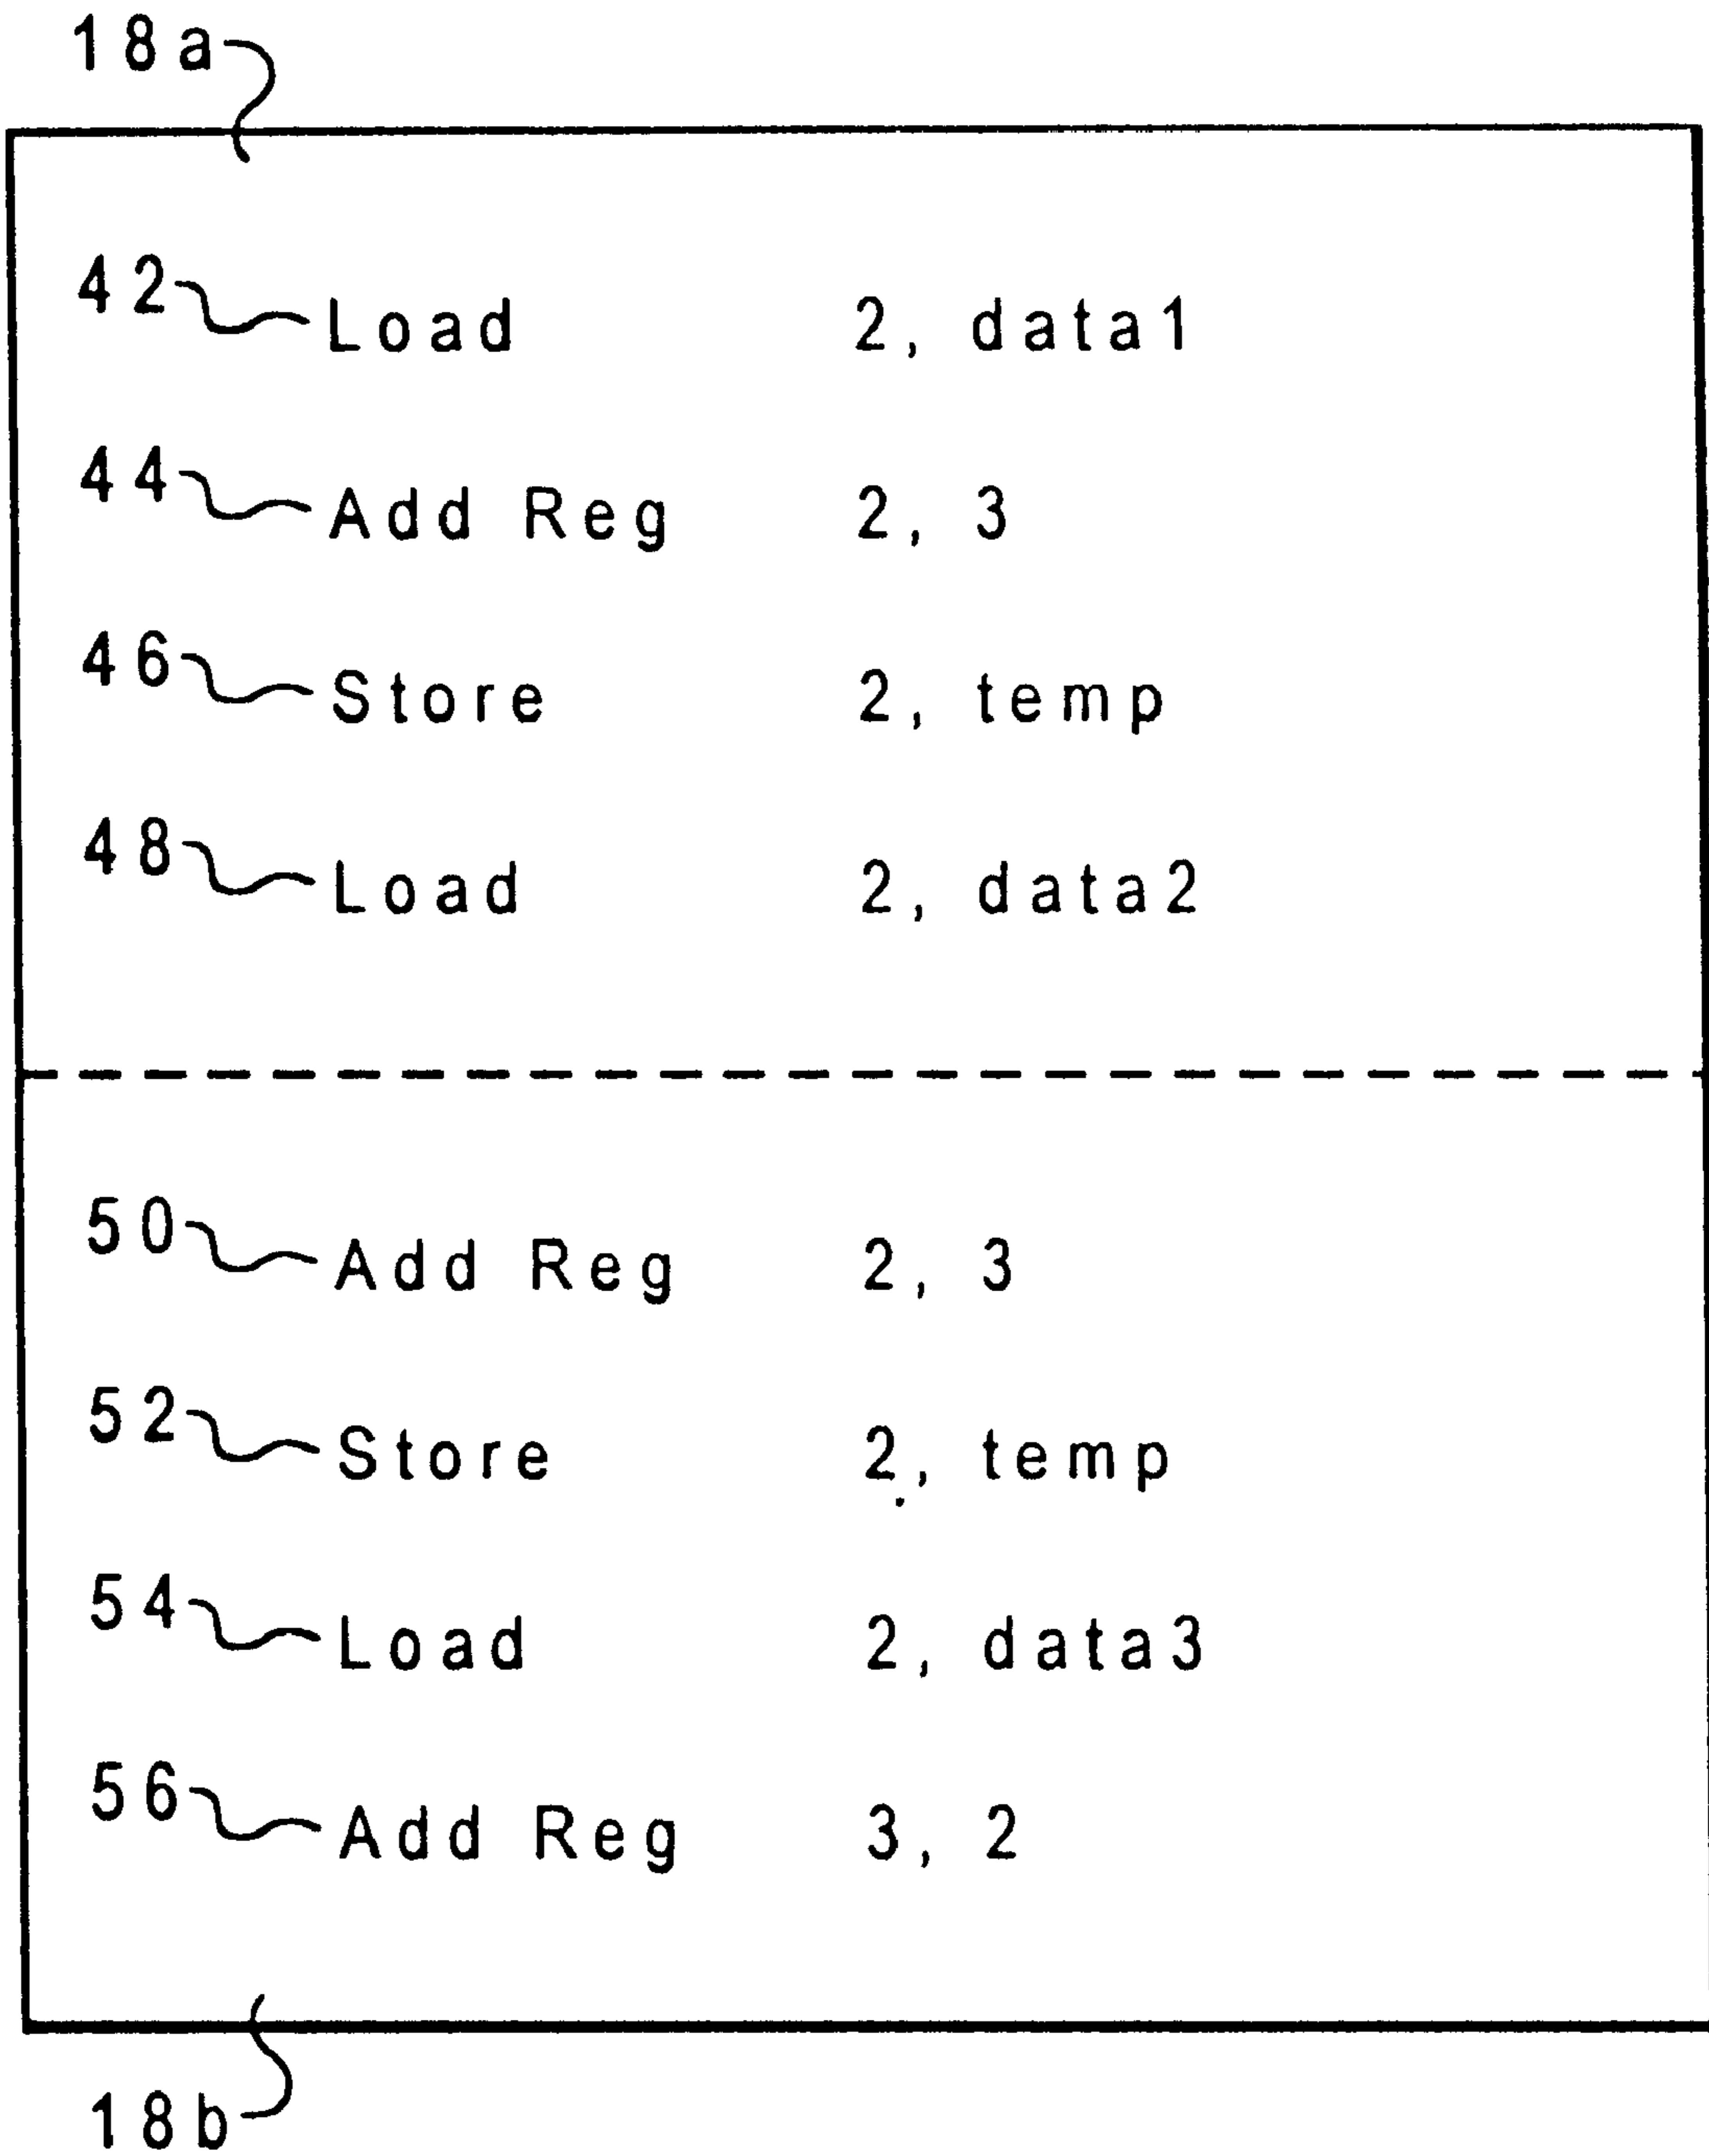 18a
42 Load 2, data1
44 Add Reg 2, 3
46 Store 2, temp
48 Load 2, data2
50 Add Reg 2, 3
52 Store 2, temp
54 Load 2, data3
56 Add Reg 3, 2
18b